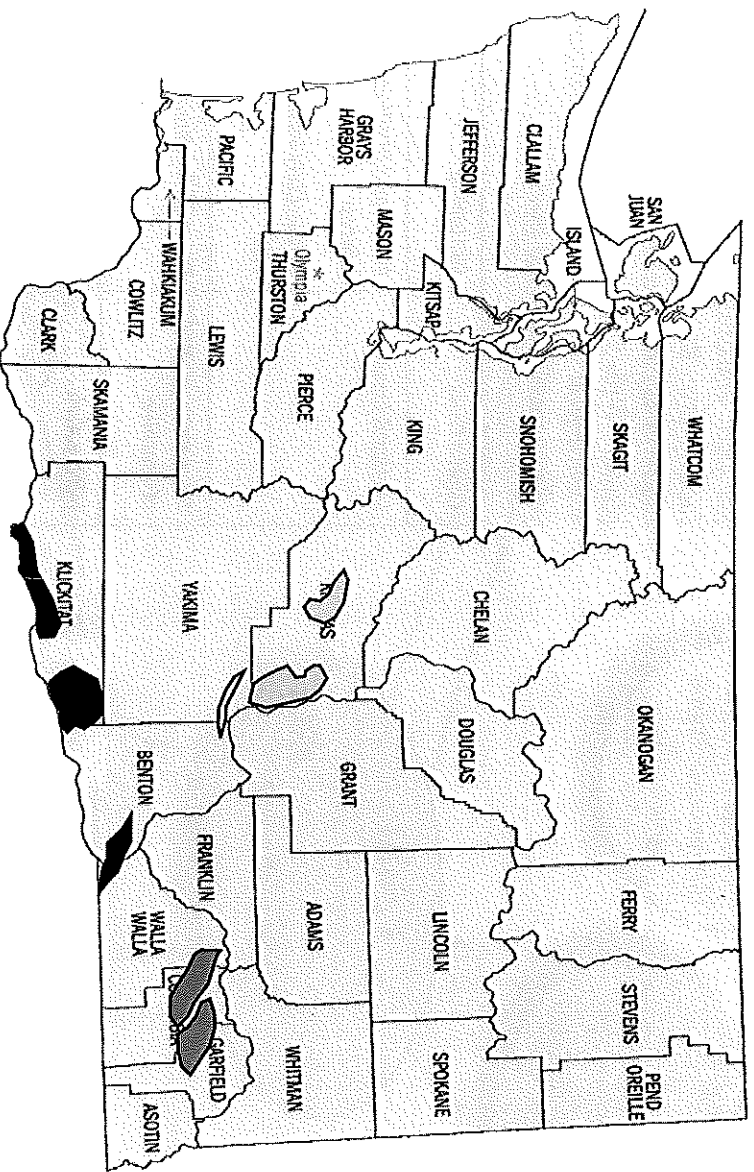 WHATCOM
OKANOGAN
FERRY
STEVENS
PEND
OREILLE
SAN
JUAN
SKAGIT
ISLAND
CLALLAM
SNOHOMISH
CHELAN
JEFFERSON
DOUGLAS
KITSAP
KING
LINCOLN
SPOKANE
GRAYS
HARBOR
MASON
GRANT
*
Olympia
THURSTON
PIERCE
ADAMS
WHITMAN
PACIFIC
LEWIS
YAKIMA
FRANKLIN
GARFIELD
WAHKIAKUM
COWLITZ
SKAMANIA
BENTON
WALLA
WALLA
ASOTIN
CLARK
KLICKITAT